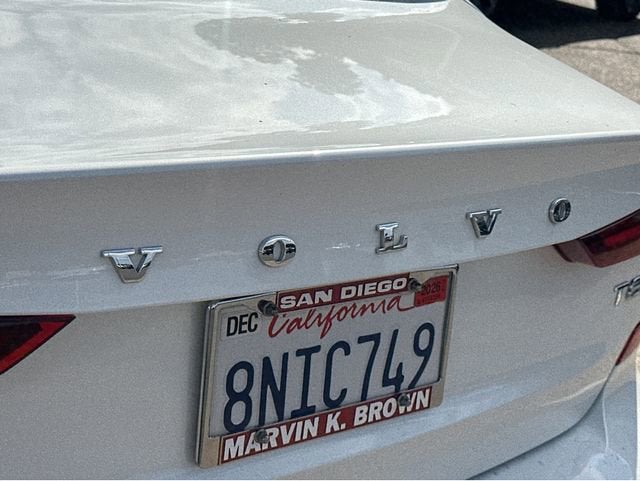 VOLVO
SAN DIEGO
DEC California 2026
8NIC749
MARVIN K. BROWN